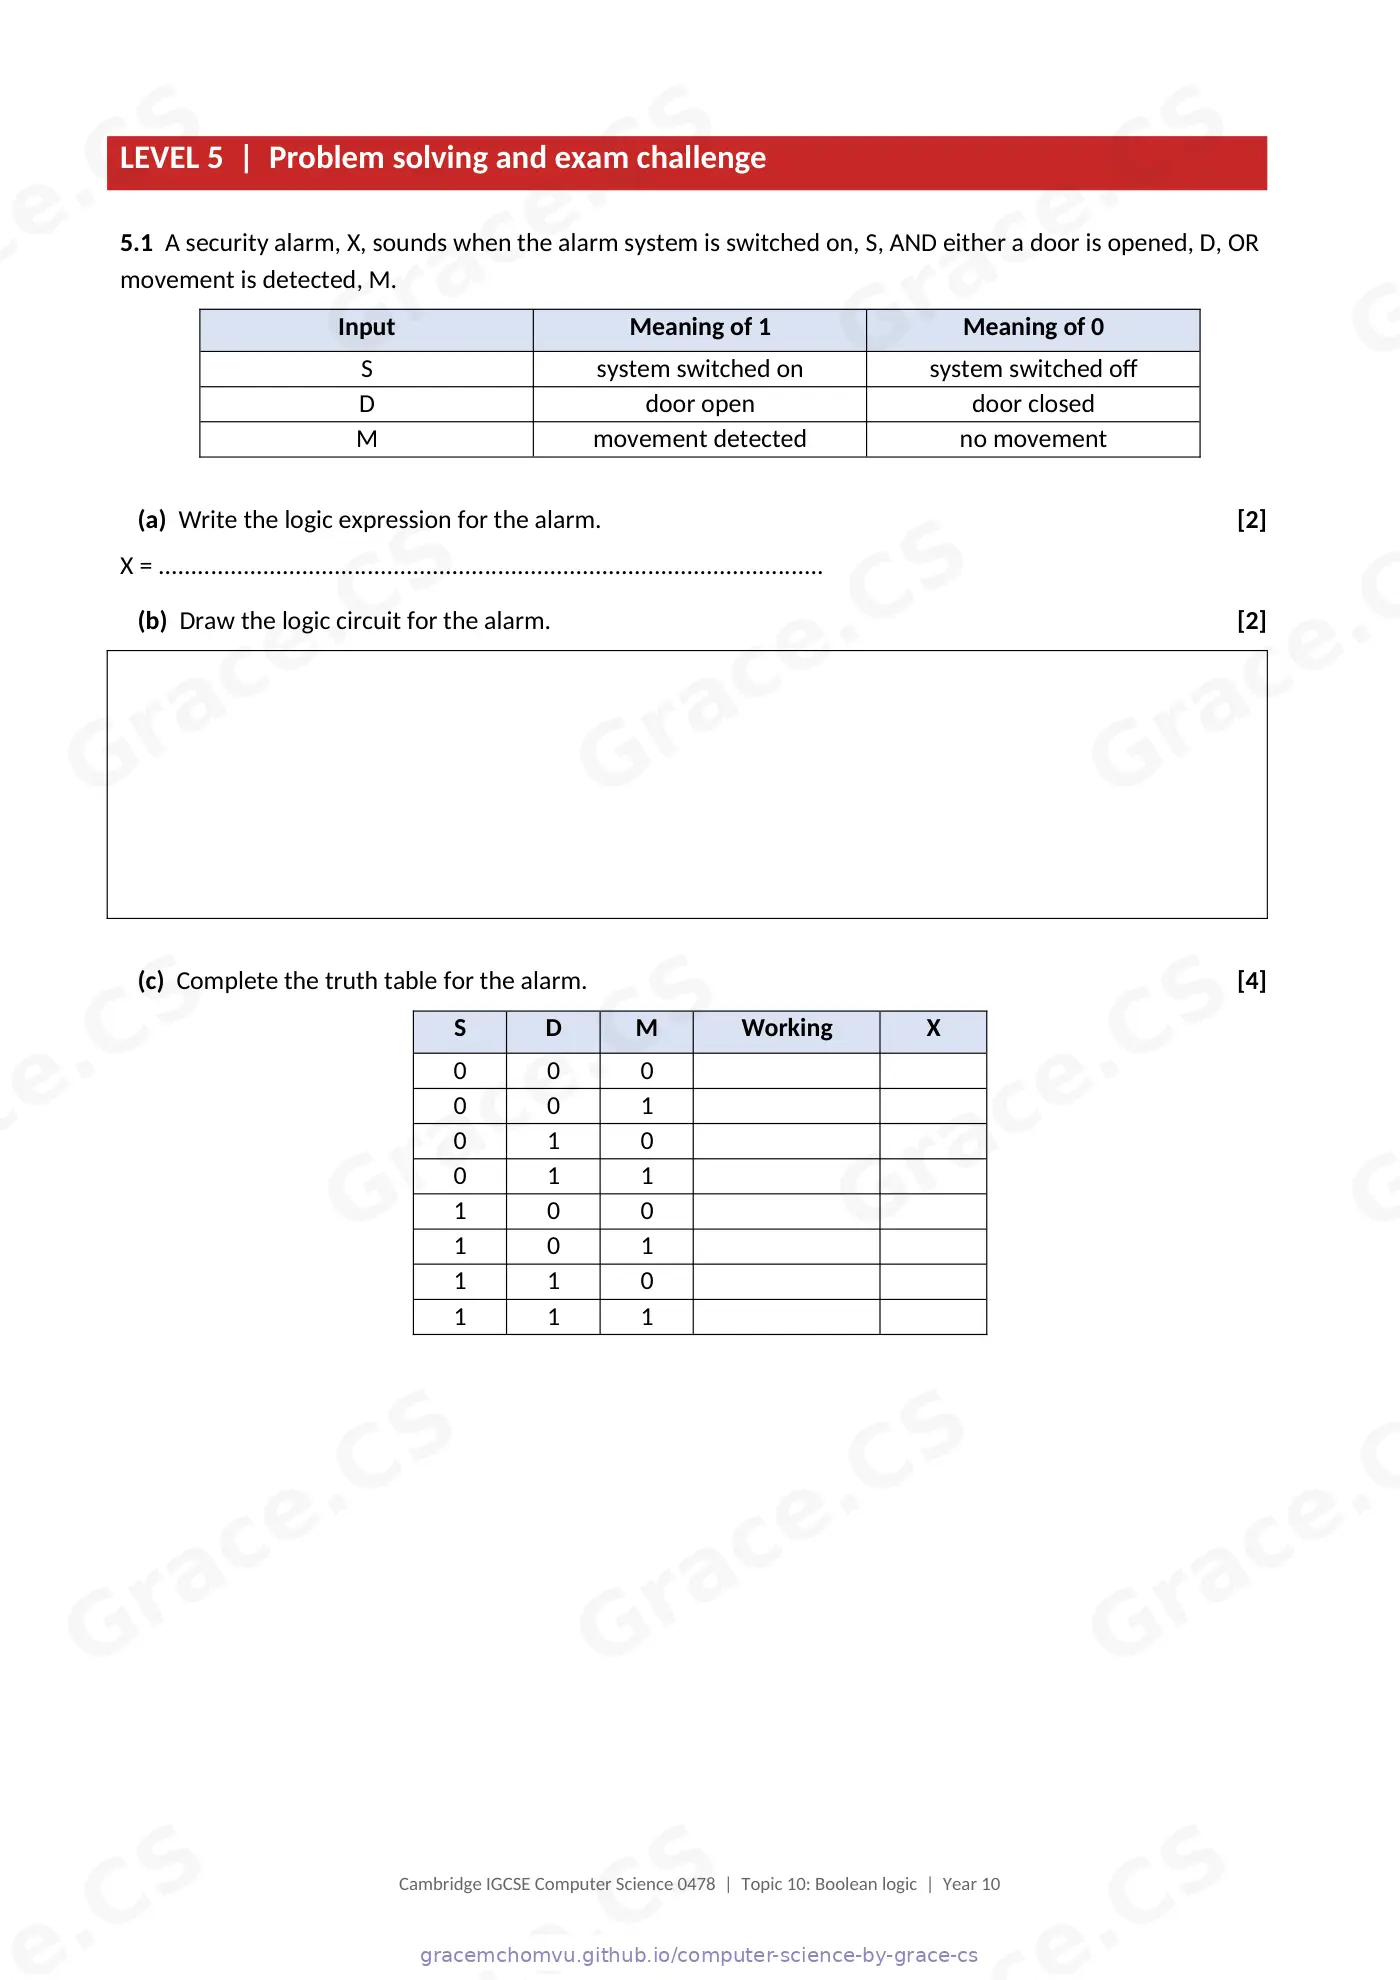 LEVEL 5 | Problem solving and exam challenge
5.1 A security alarm, X, sounds when the alarm system is switched on, S, AND either a door is opened, D, OR
movement is detected, M.
Input Meaning of 1 Meaning of 0
S system switched on system switched off
D door open door closed
M movement detected no movement
(a) Write the logic expression for the alarm. [2]
X = ........................................................................................................
(b) Draw the logic circuit for the alarm. [2]
(c) Complete the truth table for the alarm. [4]
S D M Working X
0 0 0
0 0 1
0 1 0
0 1 1
1 0 0
1 0 1
1 1 0
1 1 1
Cambridge IGCSE Computer Science 0478 | Topic 10: Boolean logic | Year 10
gracemchomvu.github.io/computer-science-by-grace-cs
Grace.CS